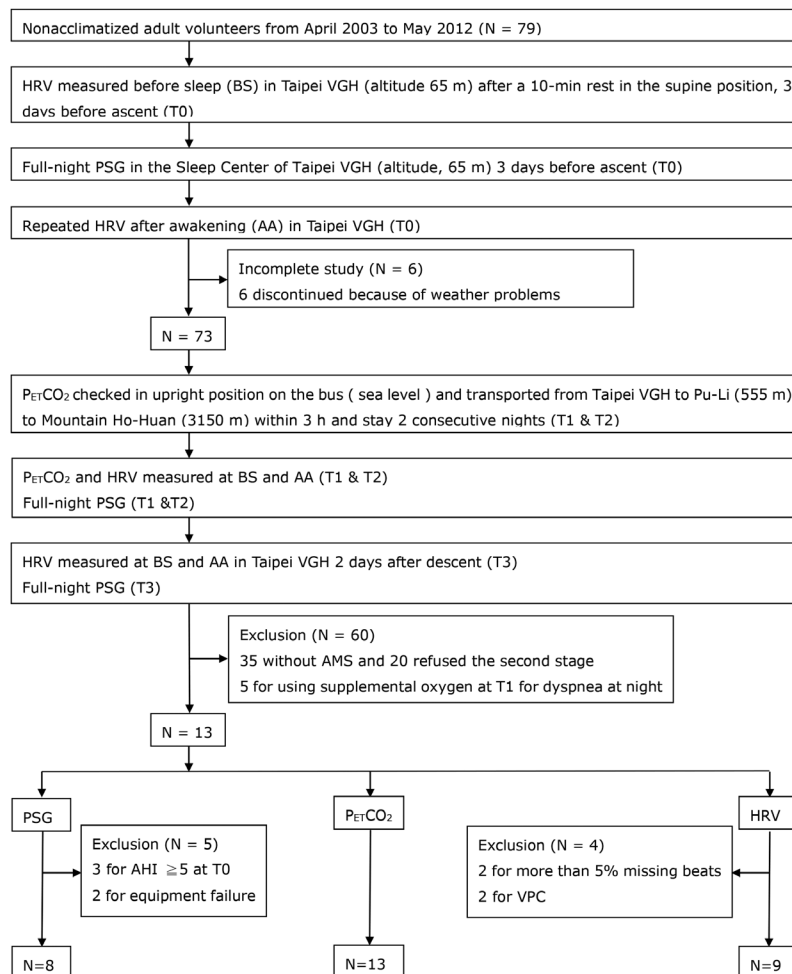 Nonacclimatized adult volunteers from April 2003 to May 2012 (N = 79)
HRV measured before sleep (BS) in Taipei VGH (altitude 65 m) after a 10-min rest in the supine position, 3
days before ascent (T0)
Full-night PSG in the Sleep Center of Taipei VGH (altitude, 65 m) 3 days before ascent (T0)
Repeated HRV after awakening (AA) in Taipei VGH (T0)
Incomplete study (N = 6)
6 discontinued because of weather problems
N = 73
PETCO2 checked in upright position on the bus ( sea level ) and transported from Taipei VGH to Pu-Li (555 m)
to Mountain Ho-Huan (3150 m) within 3 h and stay 2 consecutive nights (T1 & T2)
PETCO2 and HRV measured at BS and AA (T1 & T2)
Full-night PSG (T1 &T2)
HRV measured at BS and AA in Taipei VGH 2 days after descent (T3)
Full-night PSG (T3)
Exclusion (N = 60)
35 without AMS and 20 refused the second stage
5 for using supplemental oxygen at T1 for dyspnea at night
N = 13
PSG
PETCO2
HRV
Exclusion (N = 5)
3 for AHI ≧5 at T0
2 for equipment failure
Exclusion (N = 4)
2 for more than 5% missing beats
2 for VPC
N=8
N=13
N=9